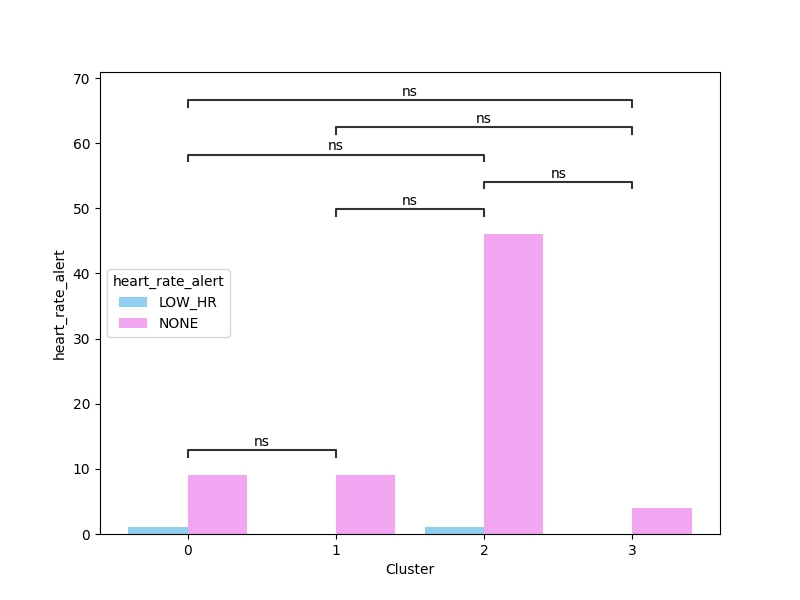 70
60
50
40
30
20
10
0
heart_rate_alert
ns
ns
ns
ns
ns
ns
heart_rate_alert
LOW_HR
NONE
0 1 2 3
Cluster